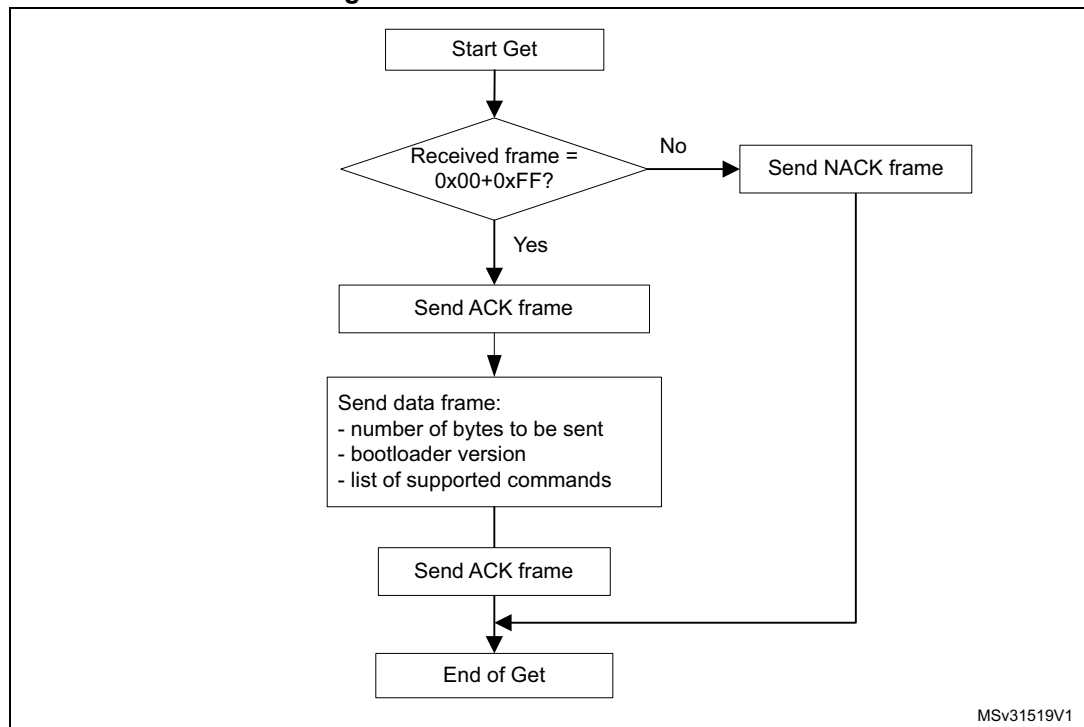 Start Get
Received frame =
0x00+0xFF?
No
Send NACK frame
Yes
Send ACK frame
Send data frame:
- number of bytes to be sent
- bootloader version
- list of supported commands
Send ACK frame
End of Get
MSv31519V1